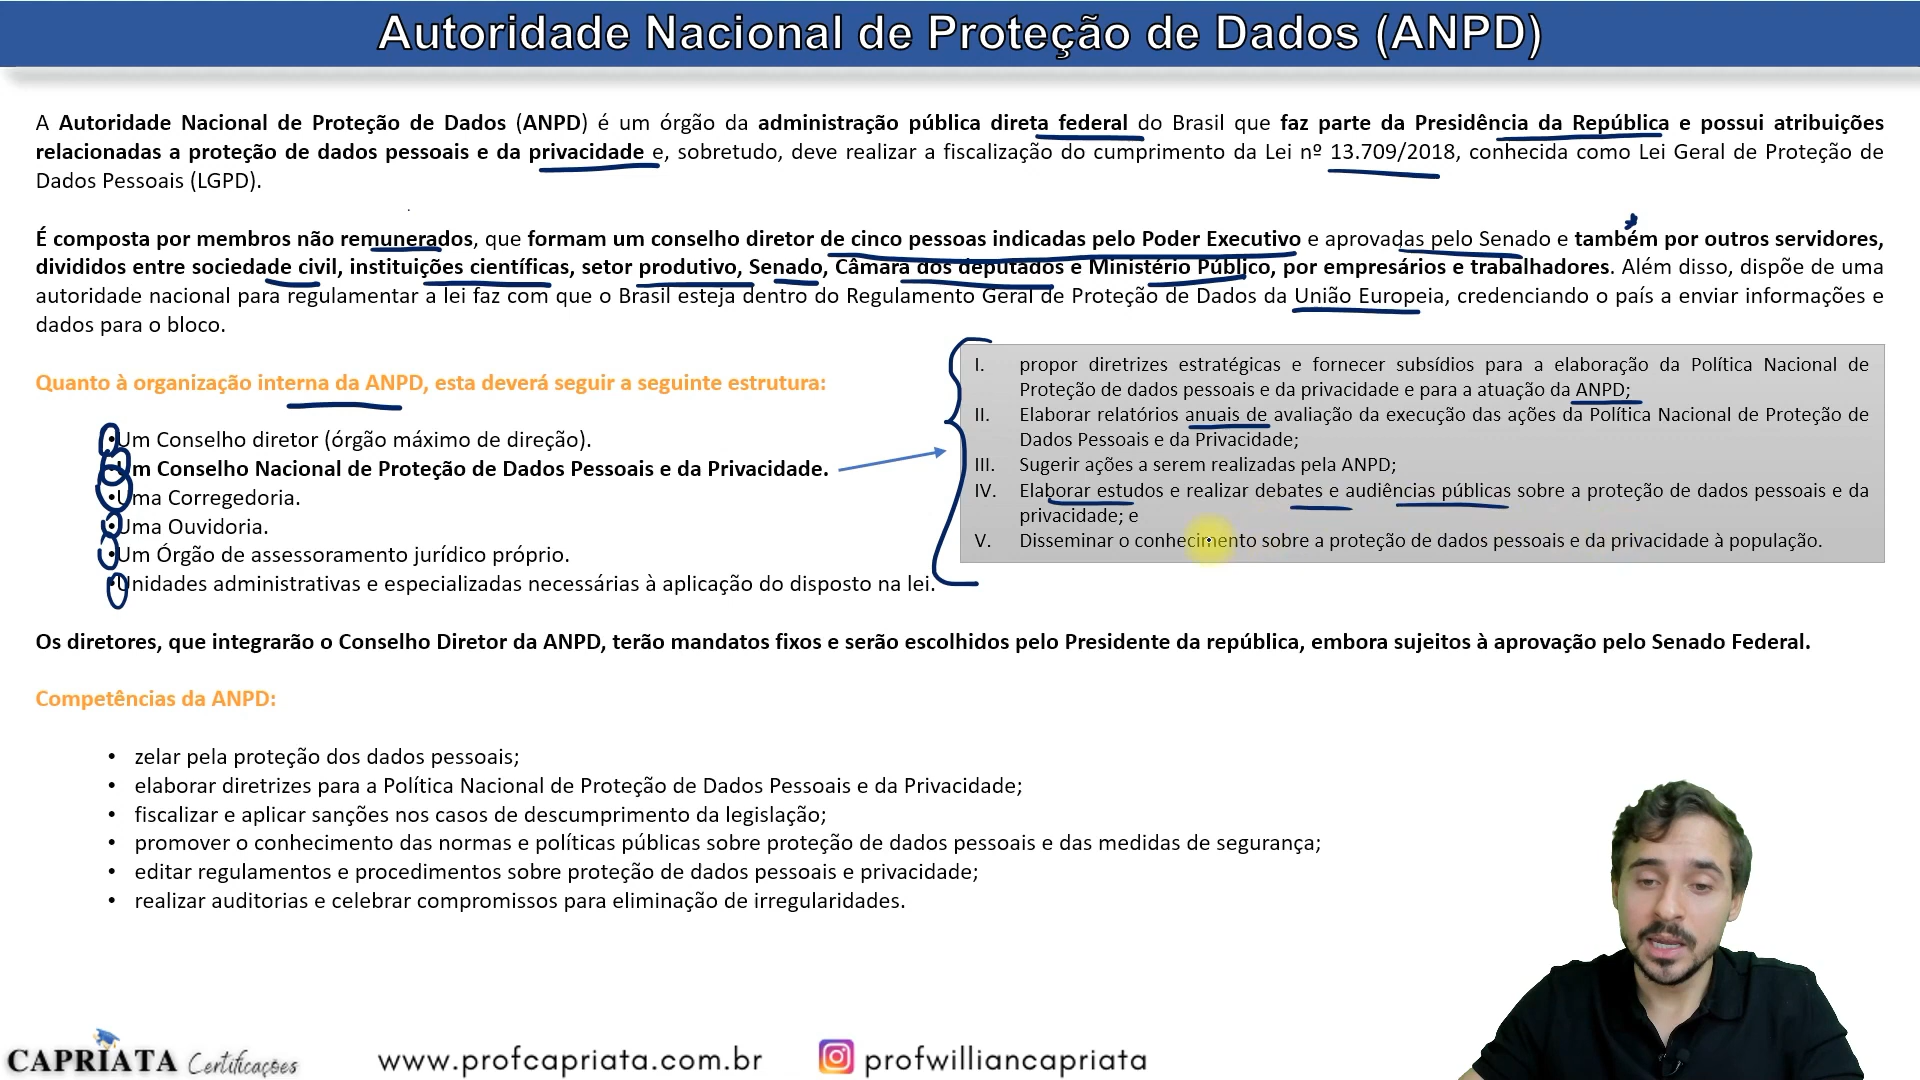 Autoridade Nacional de Proteção de Dados (ANPD)
A Autoridade Nacional de Proteção de Dados (ANPD) é um órgão da administração pública direta federal do Brasil que faz parte da Presidência da República e possui atribuições
relacionadas a proteção de dados pessoais e da privacidade e, sobretudo, deve realizar a fiscalização do cumprimento da Lei nº 13.709/2018, conhecida como Lei Geral de Proteção de
Dados Pessoais (LGPD).
É composta por membros não remunerados, que formam um conselho diretor de cinco pessoas indicadas pelo Poder Executivo e aprovadas pelo Senado e também por outros servidores,
divididos entre sociedade civil, instituições científicas, setor produtivo, Senado, Câmara dos deputados e Ministério Público, por empresários e trabalhadores. Além disso, dispõe de uma
autoridade nacional para regulamentar a lei faz com que o Brasil esteja dentro do Regulamento Geral de Proteção de Dados da União Europeia, credenciando o país a enviar informações e
dados para o bloco.
Quanto à organização interna da ANPD, esta deverá seguir a seguinte estrutura:
• Um Conselho diretor (órgão máximo de direção).
• Um Conselho Nacional de Proteção de Dados Pessoais e da Privacidade.
• Uma Corregedoria.
• Uma Ouvidoria.
• Um Órgão de assessoramento jurídico próprio.
• Unidades administrativas e especializadas necessárias à aplicação do disposto na lei.
I. propor diretrizes estratégicas e fornecer subsídios para a elaboração da Política Nacional de
Proteção de dados pessoais e da privacidade e para a atuação da ANPD;
II. Elaborar relatórios anuais de avaliação da execução das ações da Política Nacional de Proteção de
Dados Pessoais e da Privacidade;
III. Sugerir ações a serem realizadas pela ANPD;
IV. Elaborar estudos e realizar debates e audiências públicas sobre a proteção de dados pessoais e da
privacidade; e
V. Disseminar o conhecimento sobre a proteção de dados pessoais e da privacidade à população.
Os diretores, que integrarão o Conselho Diretor da ANPD, terão mandatos fixos e serão escolhidos pelo Presidente da república, embora sujeitos à aprovação pelo Senado Federal.
Competências da ANPD:
• zelar pela proteção dos dados pessoais;
• elaborar diretrizes para a Política Nacional de Proteção de Dados Pessoais e da Privacidade;
• fiscalizar e aplicar sanções nos casos de descumprimento da legislação;
• promover o conhecimento das normas e políticas públicas sobre proteção de dados pessoais e das medidas de segurança;
• editar regulamentos e procedimentos sobre proteção de dados pessoais e privacidade;
• realizar auditorias e celebrar compromissos para eliminação de irregularidades.
CAPRIATA Certificações
www.profcapriata.com.br
profwilliancapriata